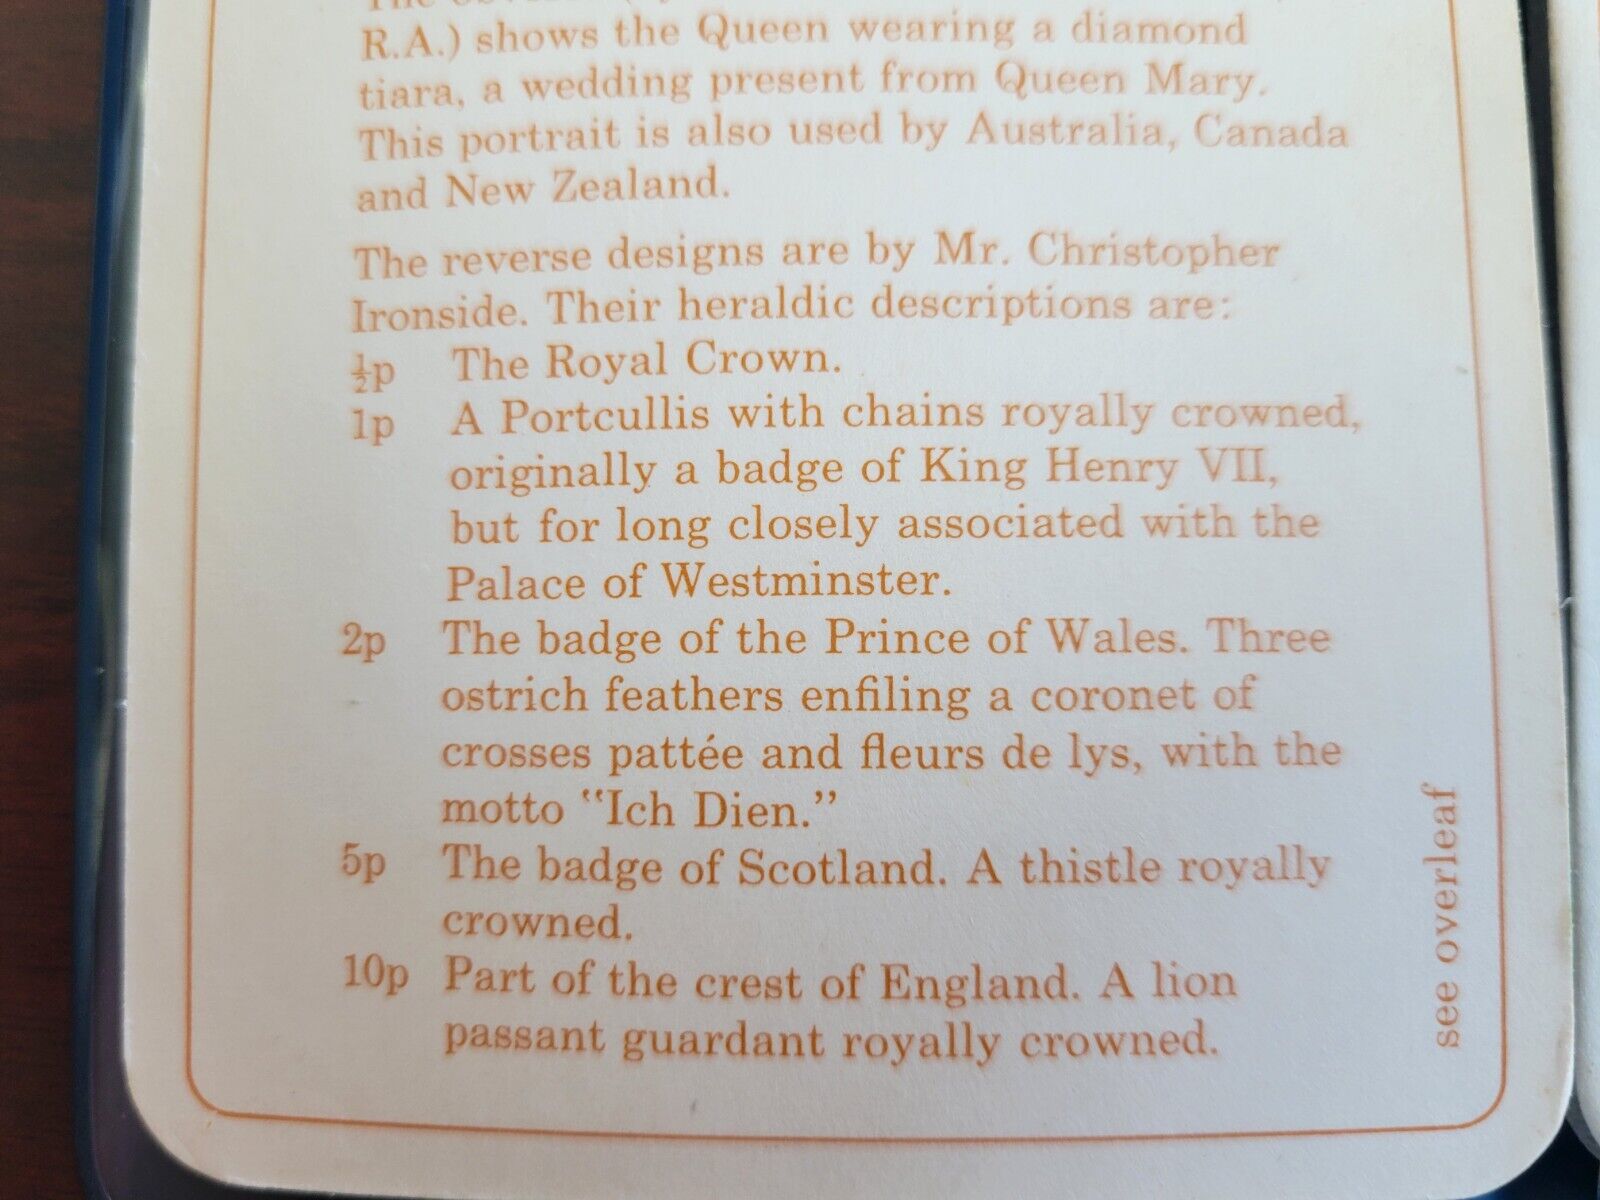 R.A.) shows the Queen wearing a diamond
tiara, a wedding present from Queen Mary.
This portrait is also used by Australia, Canada
and New Zealand.
The reverse designs are by Mr. Christopher
Ironside. Their heraldic descriptions are:
½p The Royal Crown.
1p A Portcullis with chains royally crowned,
originally a badge of King Henry VII,
but for long closely associated with the
Palace of Westminster.
2p The badge of the Prince of Wales. Three
ostrich feathers enfiling a coronet of
crosses pattée and fleurs de lys, with the
motto "Ich Dien."
5p The badge of Scotland. A thistle royally
crowned.
10p Part of the crest of England. A lion
passant guardant royally crowned.
see overleaf